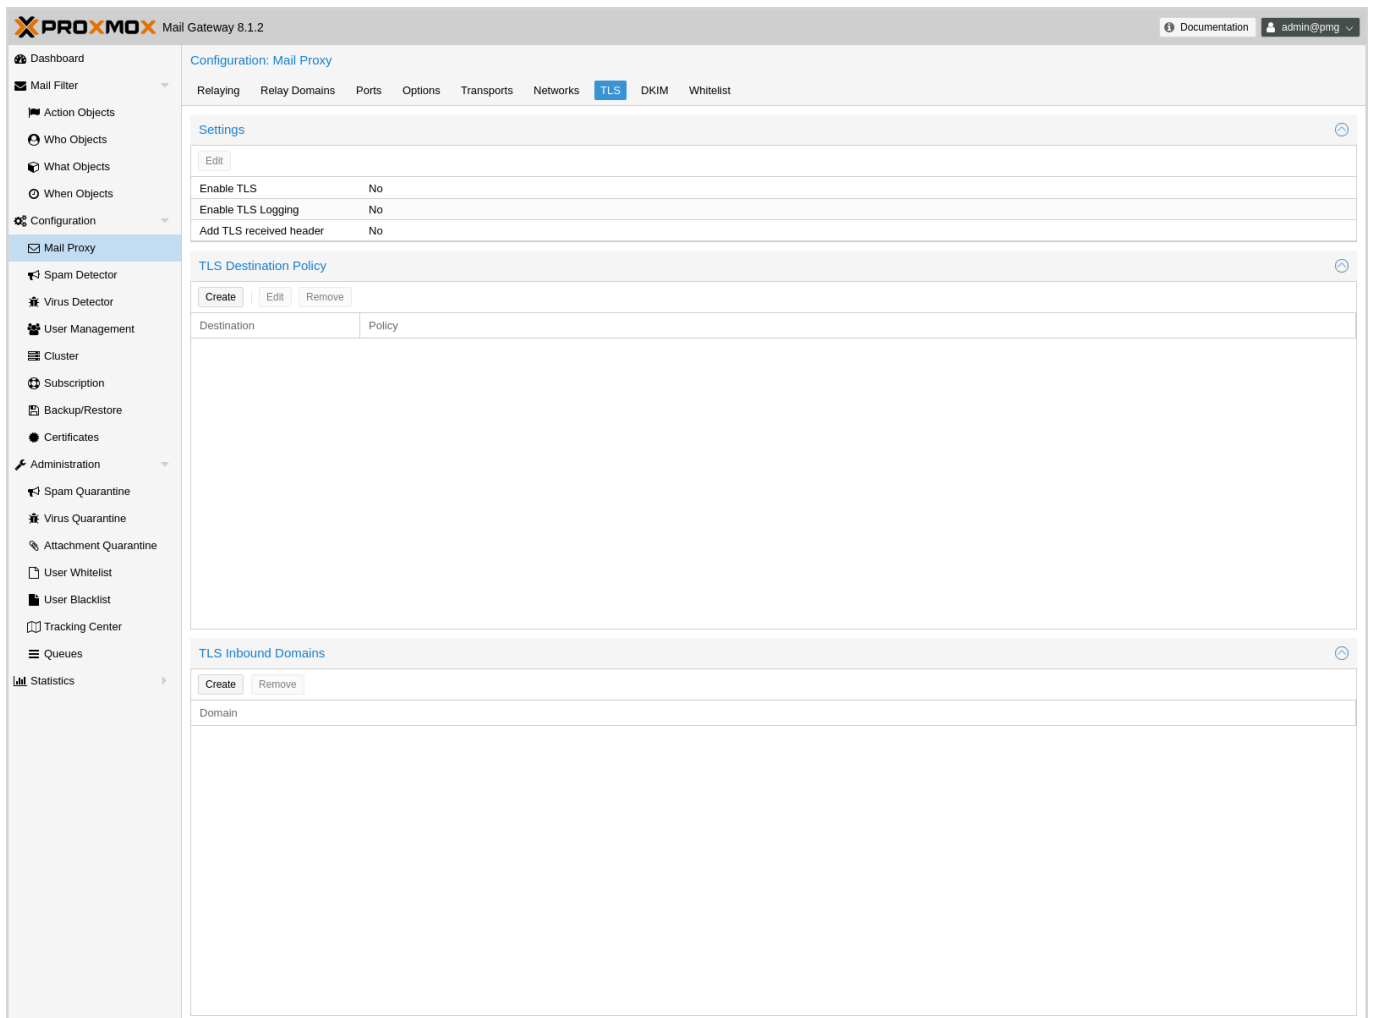 PROXMOX Mail Gateway 8.1.2
Documentation
admin@pmg
Dashboard
Mail Filter
Action Objects
Who Objects
What Objects
When Objects
Configuration
Mail Proxy
Spam Detector
Virus Detector
User Management
Cluster
Subscription
Backup/Restore
Certificates
Administration
Spam Quarantine
Virus Quarantine
Attachment Quarantine
User Whitelist
User Blacklist
Tracking Center
Queues
Statistics
Configuration: Mail Proxy
Relaying Relay Domains Ports Options Transports Networks TLS DKIM Whitelist
Settings
Edit
Enable TLS No
Enable TLS Logging No
Add TLS received header No
TLS Destination Policy
Create Edit Remove
Destination Policy
TLS Inbound Domains
Create Remove
Domain